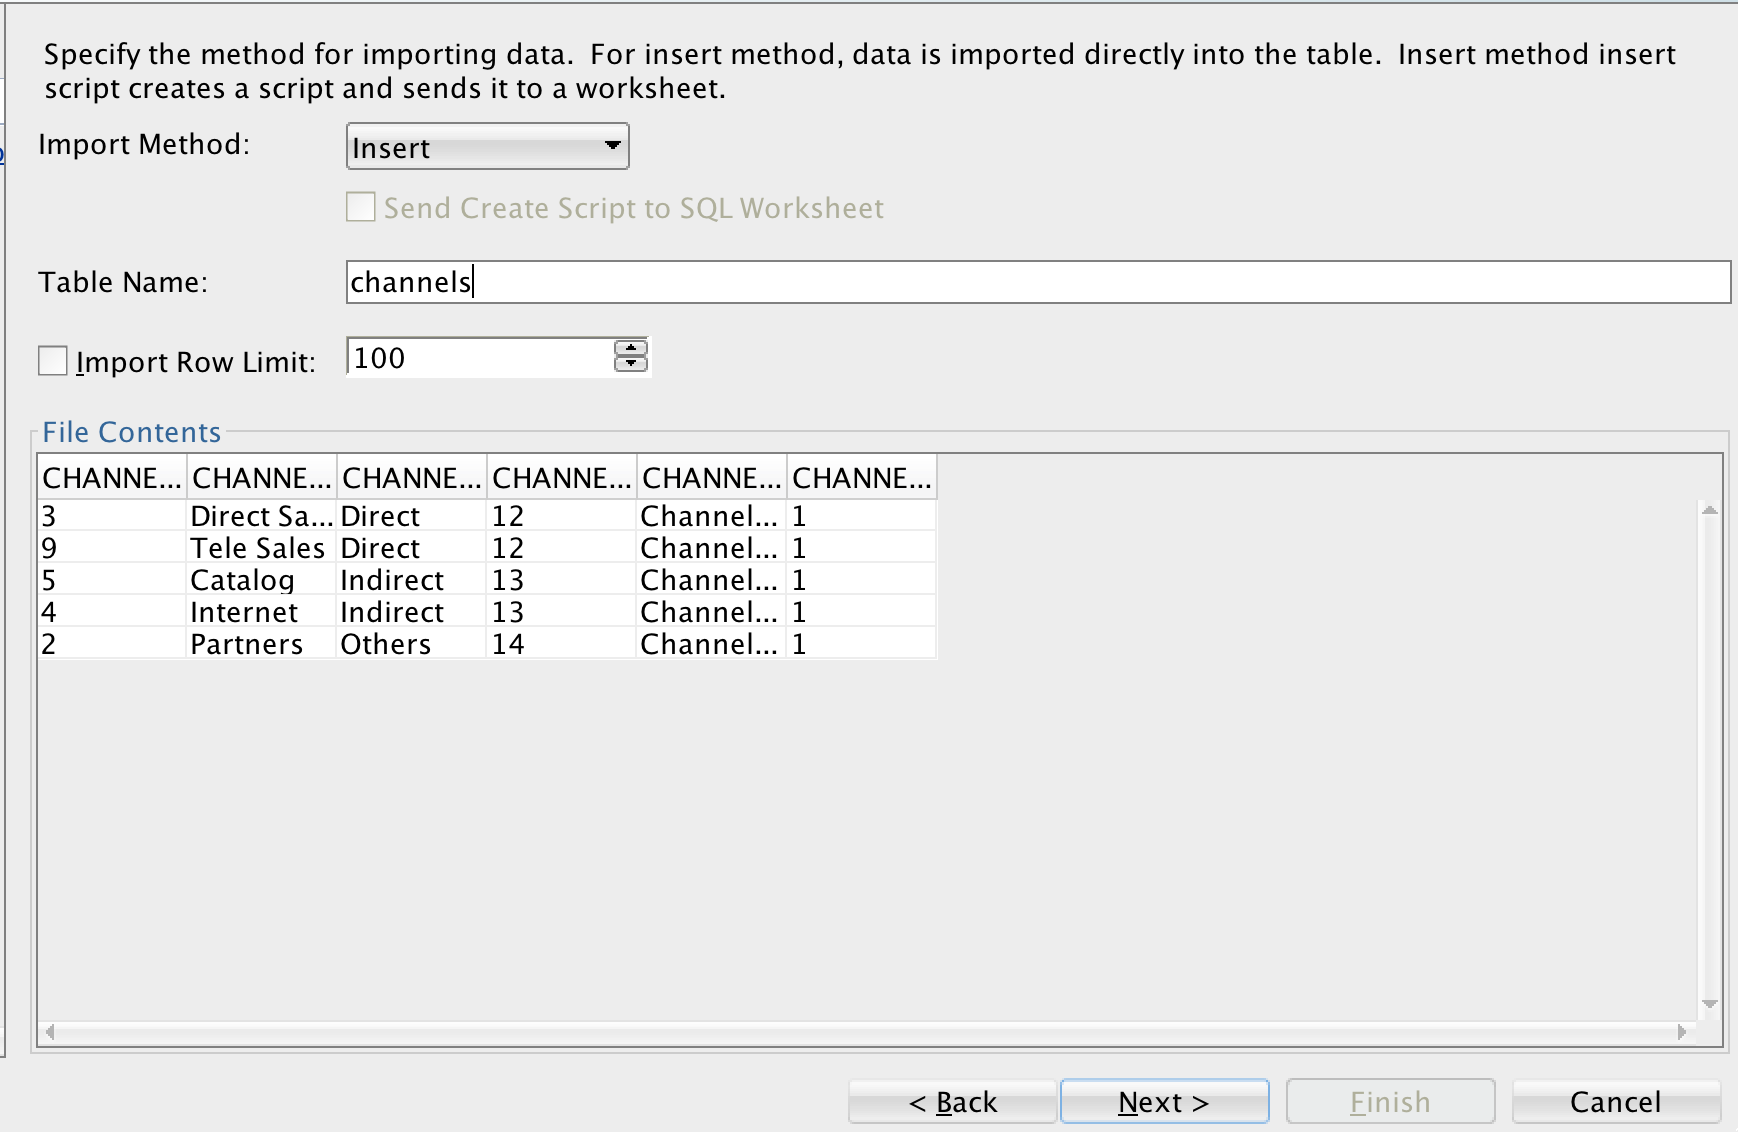 Specify the method for importing data.  For insert method, data is imported directly into the table.  Insert method insert
script creates a script and sends it to a worksheet.
Import Method: Insert
Send Create Script to SQL Worksheet
Table Name: channels
Import Row Limit: 100
File Contents
CHANNE... CHANNE... CHANNE... CHANNE... CHANNE... CHANNE...
3 Direct Sa... Direct 12 Channel... 1
9 Tele Sales Direct 12 Channel... 1
5 Catalog Indirect 13 Channel... 1
4 Internet Indirect 13 Channel... 1
2 Partners Others 14 Channel... 1
< Back Next > Finish Cancel